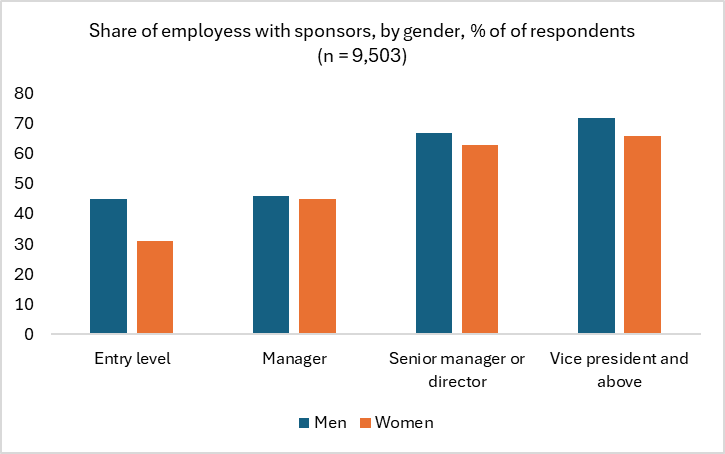 Share of employess with sponsors, by gender, % of of respondents
(n = 9,503)
80
70
60
50
40
30
20
10
0
Entry level
Manager
Senior manager or
director
Vice president and
above
Men
Women